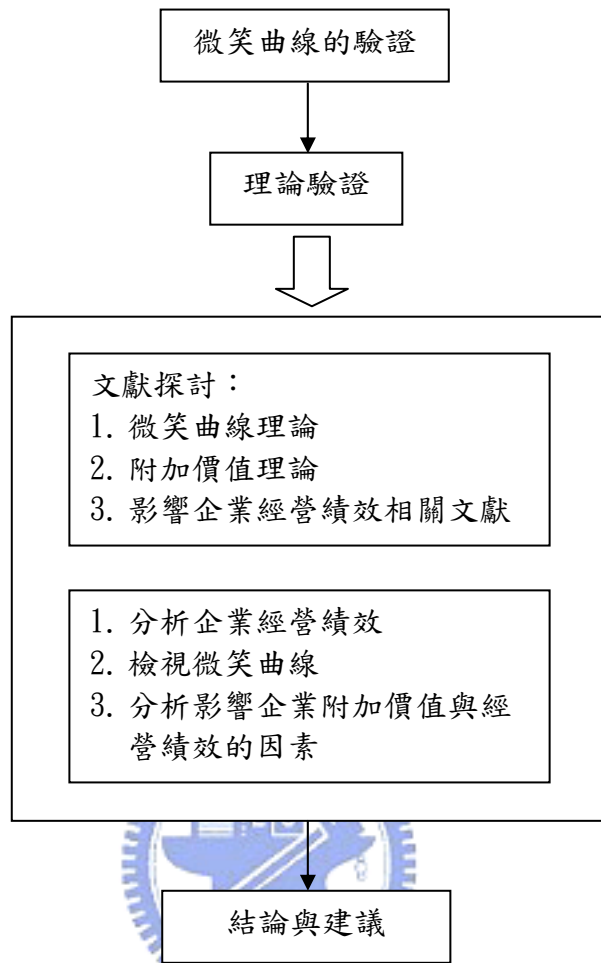 微笑曲線的驗證
理論驗證
文獻探討：
1. 微笑曲線理論
2. 附加價值理論
3. 影響企業經營績效相關文獻
1. 分析企業經營績效
2. 檢視微笑曲線
3. 分析影響企業附加價值與經
營績效的因素
結論與建議